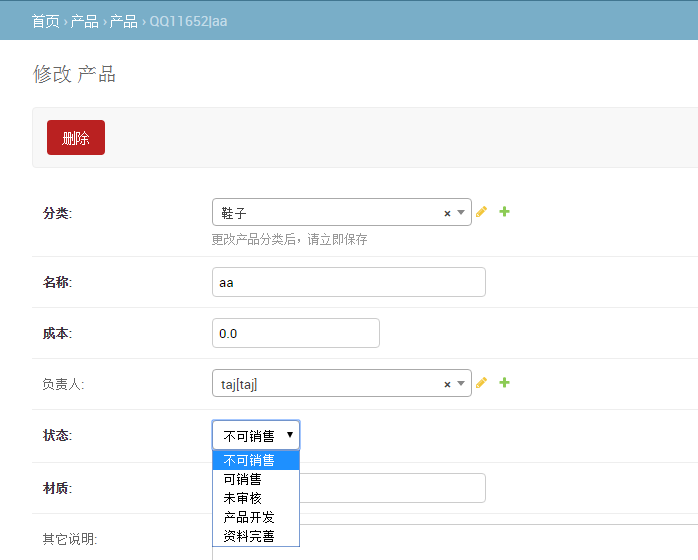 首页 › 产品 › 产品 › QQ11652|aa
修改 产品
删除
分类: 鞋子 ×
更改产品分类后，请立即保存
名称: aa
成本: 0.0
负责人: taj[taj] ×
状态: 不可销售
不可销售
可销售
材质:
未审核
产品开发
资料完善
其它说明: